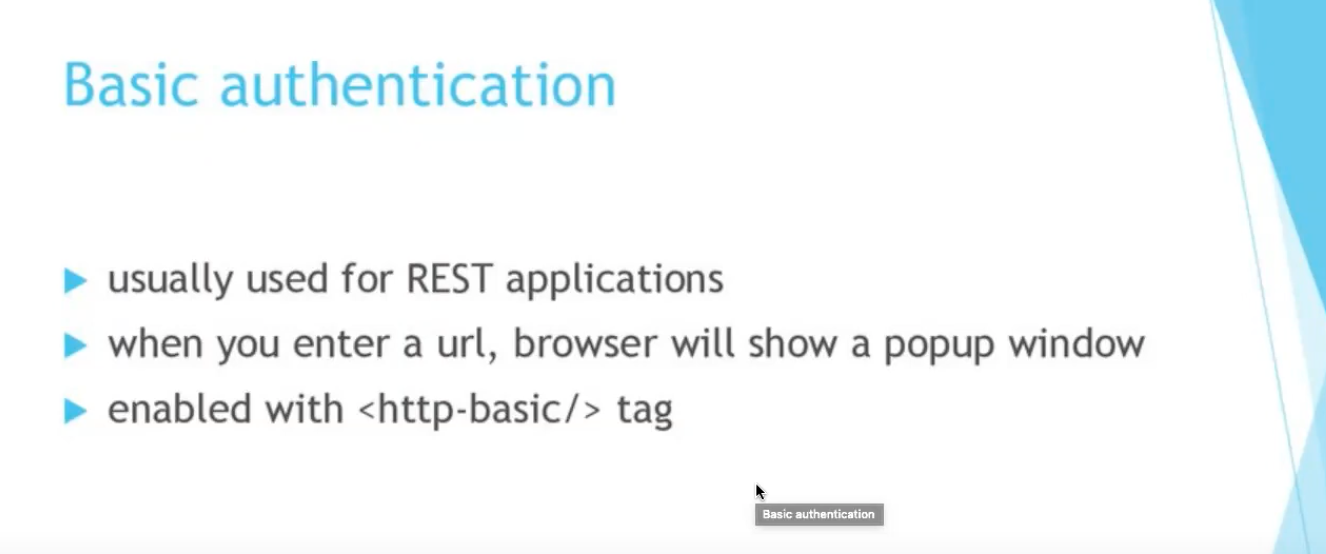 Basic authentication
usually used for REST applications
when you enter a url, browser will show a popup window
enabled with <http-basic/> tag
Basic authentication